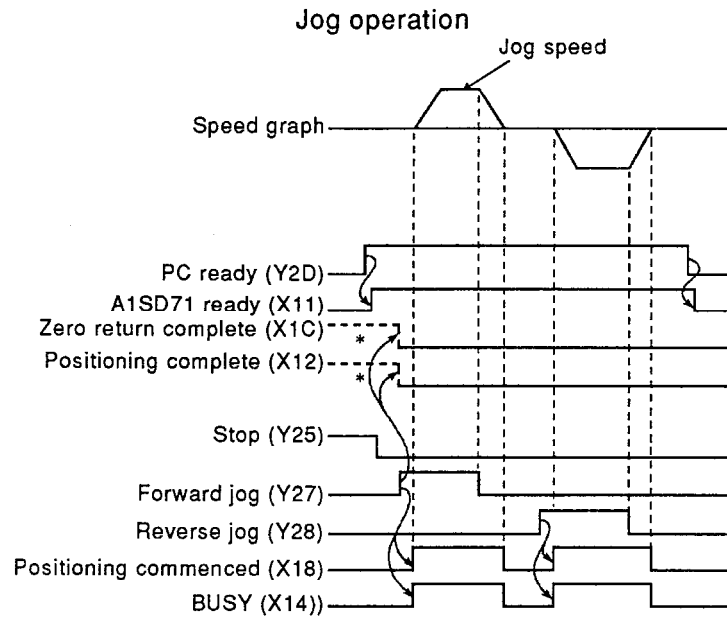 Jog operation
Jog speed
Speed graph
PC ready (Y2D)
A1SD71 ready (X11)
Zero return complete (X1C)
*
Positioning complete (X12)
*
Stop (Y25)
Forward jog (Y27)
Reverse jog (Y28)
Positioning commenced (X18)
BUSY (X14))